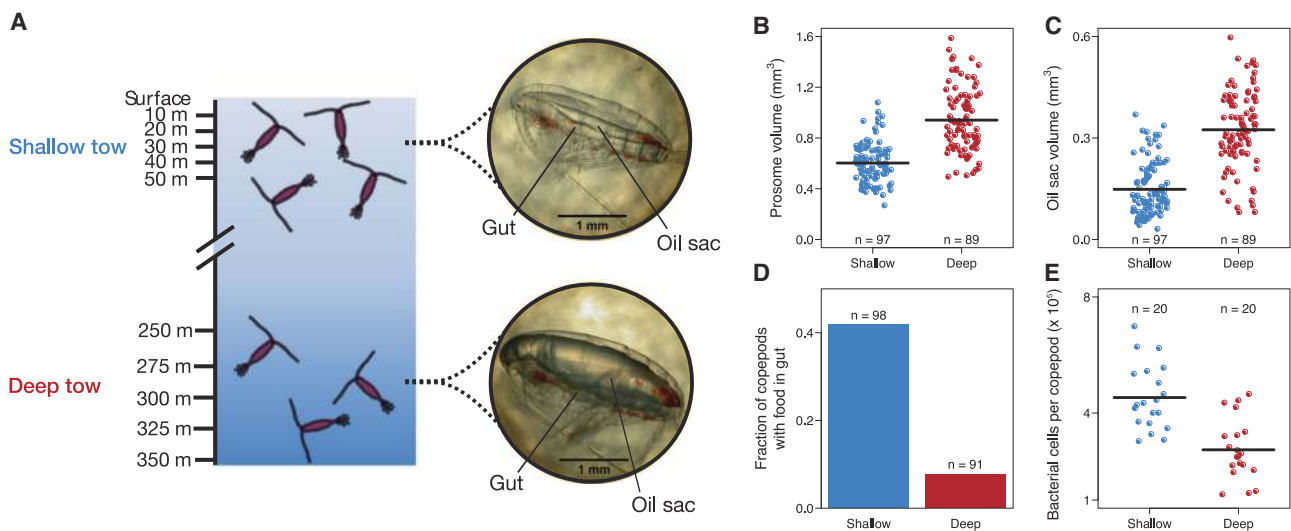 A
Surface
10 m
20 m
30 m
40 m
50 m
Shallow tow
250 m
275 m
300 m
325 m
350 m
Deep tow
Gut
1 mm
Oil sac
Gut
1 mm
Oil sac
B
Prosome volume (mm³)
1.6
1.2
0.8
0.4
0.0
n = 97
n = 89
Shallow
Deep
C
Oil sac volume (mm³)
0.6
0.3
0.0
n = 97
n = 89
Shallow
Deep
D
Fraction of copepods
with food in gut
0.4
0.2
0.0
n = 98
n = 91
Shallow
Deep
E
Bacterial cells per copepod (x 10⁵)
8
4
1
n = 20
n = 20
Shallow
Deep